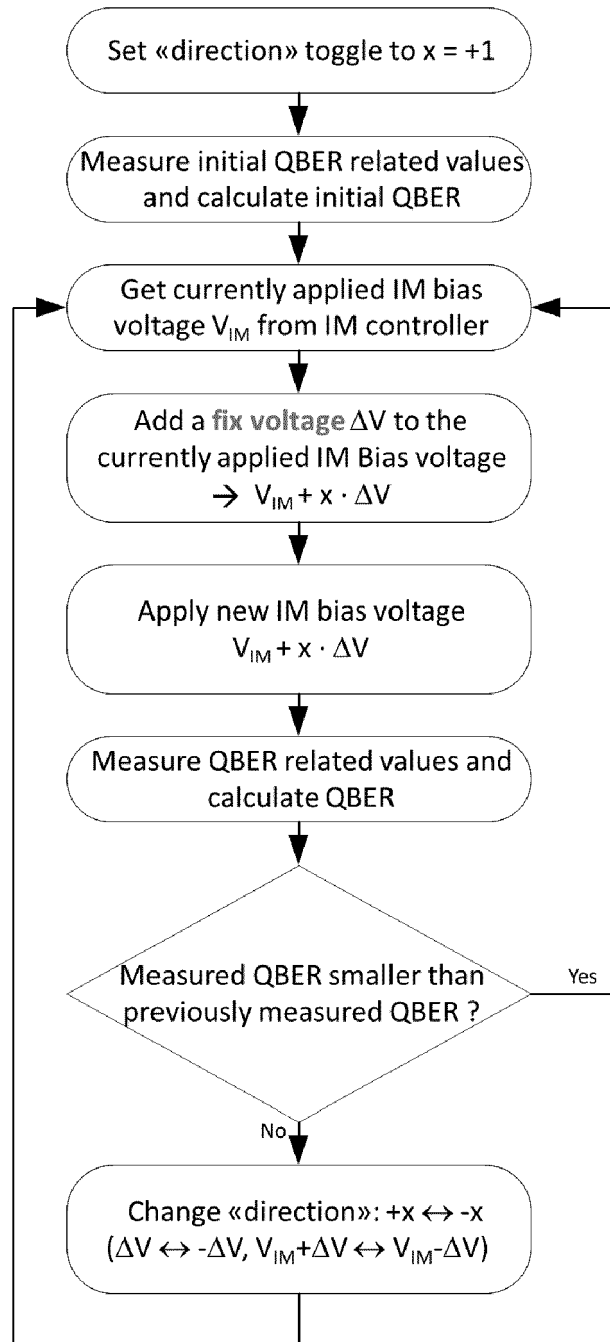 Set «direction» toggle to x = +1
Measure initial QBER related values
and calculate initial QBER
Get currently applied IM bias
voltage V_IM from IM controller
Add a fix voltage ΔV to the
currently applied IM Bias voltage
→ V_IM + x · ΔV
Apply new IM bias voltage
V_IM + x · ΔV
Measure QBER related values and
calculate QBER
Measured QBER smaller than
previously measured QBER ?
Yes
No
Change «direction»: +x ↔ -x
(ΔV ↔ -ΔV, V_IM+ΔV ↔ V_IM-ΔV)